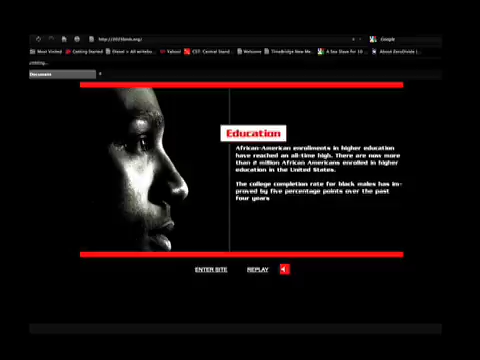 Google
Most Visited Getting Started Yahoo! Welcome
Document
Education
African-American enrollments in higher education
have reached an all-time high. There are now more
than 2 million African Americans enrolled in higher
education in the United States.
The college completion rate for black males has im-
proved by five percentage points over the past
four years
ENTER SITE REPLAY